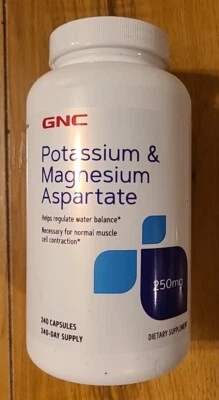 GNC
Potassium &
Magnesium
Aspartate
Helps regulate water balance*
Necessary for normal muscle
cell contraction*
250mg
240 CAPSULES
240-DAY SUPPLY
DIETARY SUPPLEMENT